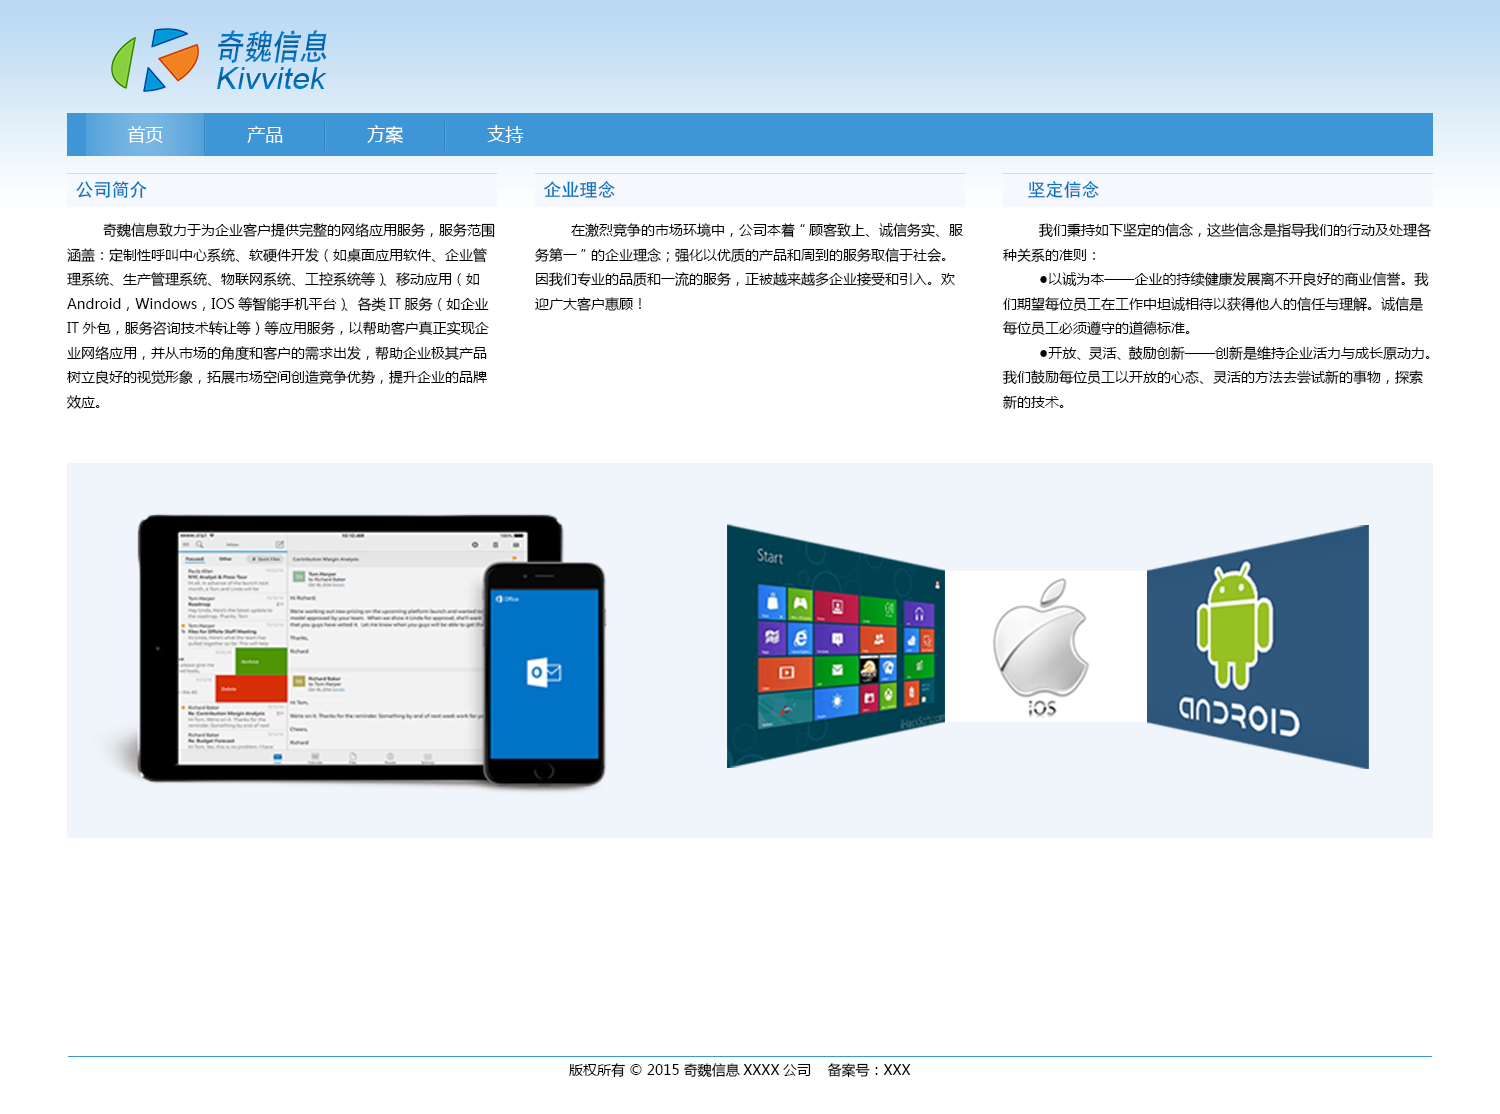 奇魏信息
Kivvitek
首页 产品 方案 支持
公司简介
奇魏信息致力于为企业客户提供完整的网络应用服务，服务范围
涵盖：定制性呼叫中心系统、软硬件开发（如桌面应用软件、企业管
理系统、生产管理系统、物联网系统、工控系统等）、移动应用（如
Android，Windows，IOS 等智能手机平台）、各类 IT 服务（如企业
IT 外包，服务咨询技术转让等）等应用服务，以帮助客户真正实现企
业网络应用，并从市场的角度和客户的需求出发，帮助企业极其产品
树立良好的视觉形象，拓展市场空间创造竞争优势，提升企业的品牌
效应。
企业理念
在激烈竞争的市场环境中，公司本着＂顾客致上、诚信务实、服
务第一＂的企业理念；强化以优质的产品和周到的服务取信于社会。
因我们专业的品质和一流的服务，正被越来越多企业接受和引入。欢
迎广大客户惠顾！
坚定信念
我们秉持如下坚定的信念，这些信念是指导我们的行动及处理各
种关系的准则：
●以诚为本——企业的持续健康发展离不开良好的商业信誉。我
们期望每位员工在工作中坦诚相待以获得他人的信任与理解。诚信是
每位员工必须遵守的道德标准。
●开放、灵活、鼓励创新——创新是维持企业活力与成长原动力。
我们鼓励每位员工以开放的心态、灵活的方法去尝试新的事物，探索
新的技术。
Contribution Margin Analysis
Tom Harper
to Richard Baker
Hi Richard,
Thanks,
Richard
Archive
Delete
Richard Baker
to Tom Harper
Hi Tom,
Cheers,
Richard
Office
Start
iOS
ANDROID
版权所有 © 2015 奇魏信息 XXXX 公司 备案号：XXX